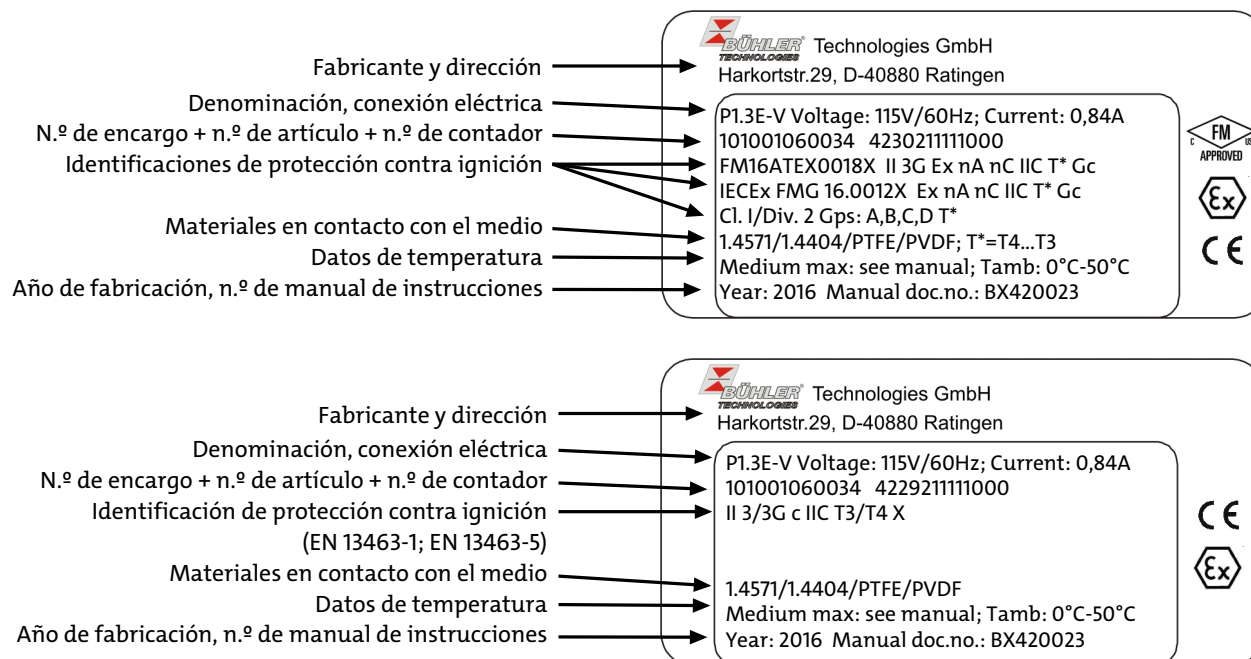 BÜHLER® Technologies GmbH
TECHNOLOGIES
Fabricante y dirección
Harkortstr.29, D-40880 Ratingen
Denominación, conexión eléctrica
P1.3E-V Voltage: 115V/60Hz; Current: 0,84A
N.º de encargo + n.º de artículo + n.º de contador
101001060034 4230211111000
Identificaciones de protección contra ignición
FM16ATEX0018X II 3G Ex nA nC IIC T* Gc
IECEx FMG 16.0012X Ex nA nC IIC T* Gc
Cl. I/Div. 2 Gps: A,B,C,D T*
Materiales en contacto con el medio
1.4571/1.4404/PTFE/PVDF; T*=T4...T3
Datos de temperatura
Medium max: see manual; Tamb: 0°C-50°C
Año de fabricación, n.º de manual de instrucciones
Year: 2016 Manual doc.no.: BX420023
C FM US
APPROVED
Ex
CE
BÜHLER® Technologies GmbH
TECHNOLOGIES
Fabricante y dirección
Harkortstr.29, D-40880 Ratingen
Denominación, conexión eléctrica
P1.3E-V Voltage: 115V/60Hz; Current: 0,84A
N.º de encargo + n.º de artículo + n.º de contador
101001060034 4229211111000
Identificación de protección contra ignición
(EN 13463-1; EN 13463-5)
II 3/3G c IIC T3/T4 X
Materiales en contacto con el medio
1.4571/1.4404/PTFE/PVDF
Datos de temperatura
Medium max: see manual; Tamb: 0°C-50°C
Año de fabricación, n.º de manual de instrucciones
Year: 2016 Manual doc.no.: BX420023
CE
Ex